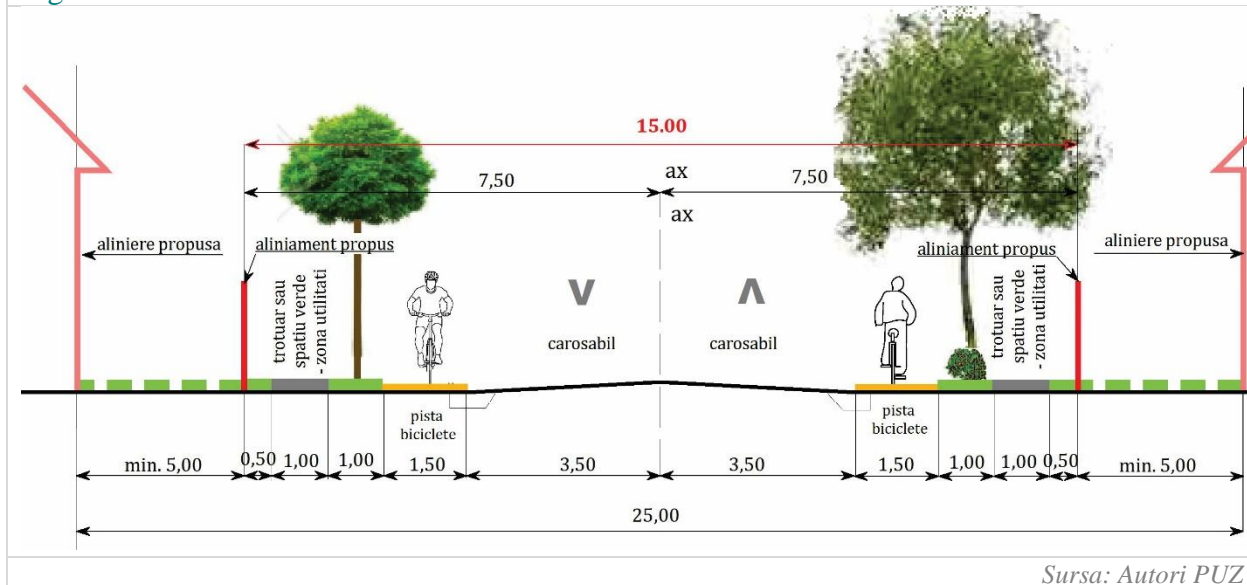 15.00
7,50
ax
7,50
ax
aliniere propusa
aliniament propus
aliniament propus
aliniere propusa
trotuar sau
spatiu verde
- zona utilitati
V
Λ
trotuar sau
spatiu verde
- zona utilitati
carosabil
carosabil
pista
biciclete
pista
biciclete
min. 5,00
0,50
1,00
1,00
1,50
3,50
3,50
1,50
1,00
1,00
0,50
min. 5,00
25,00
Sursa: Autori PUZ